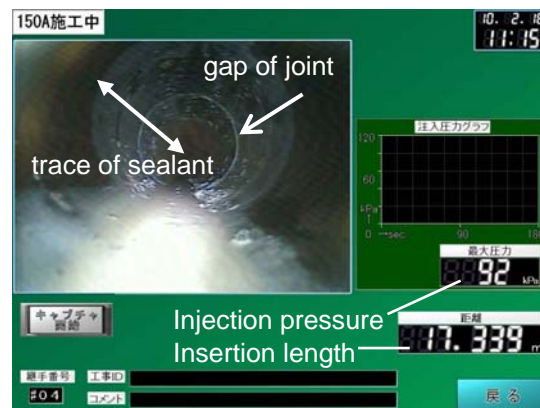 150A施工中
10. 2.18
11:15
gap of joint
trace of sealant
注入圧力グラフ
120
60
kPa
↑
0 →sec 90 180
最大圧力
92 kPa
キャプチャ
Injection pressure
距離
Insertion length
17.339 m
継手番号
工事ID
#04
コメント
戻る